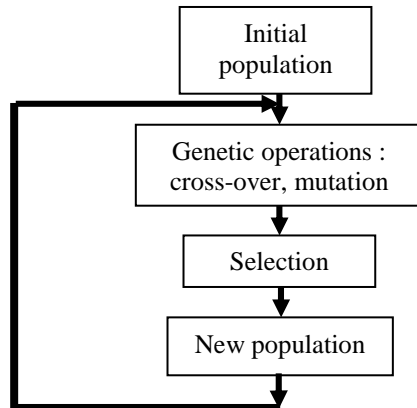 Initial
population
Genetic operations :
cross-over, mutation
Selection
New population